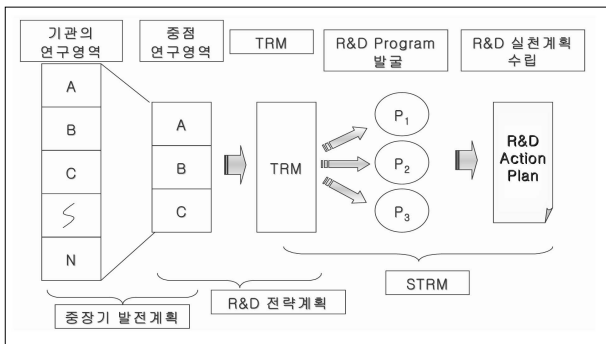 기관의
연구영역
중점
연구영역
TRM
R&D Program
발굴
R&D 실천계획
수립
A
B
C
S
N
A
B
C
TRM
P1
P2
P3
R&D
Action
Plan
STRM
R&D 전략계획
중장기 발전계획